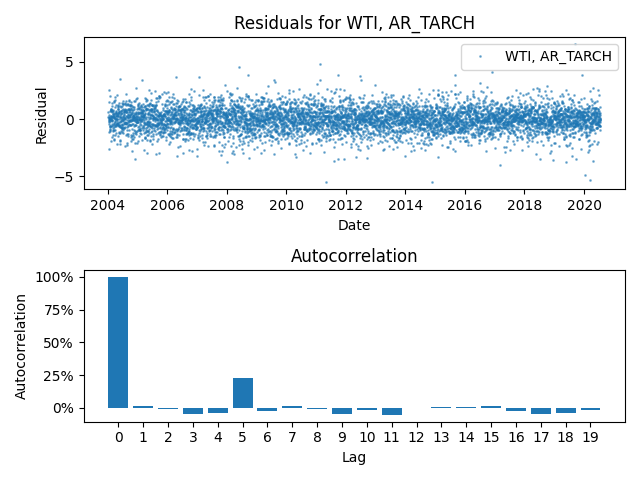 Residuals for WTI, AR_TARCH
WTI, AR_TARCH
Residual
5
0
−5
2004 2006 2008 2010 2012 2014 2016 2018 2020
Date
Autocorrelation
Autocorrelation
100%
75%
50%
25%
0%
0 1 2 3 4 5 6 7 8 9 10 11 12 13 14 15 16 17 18 19
Lag